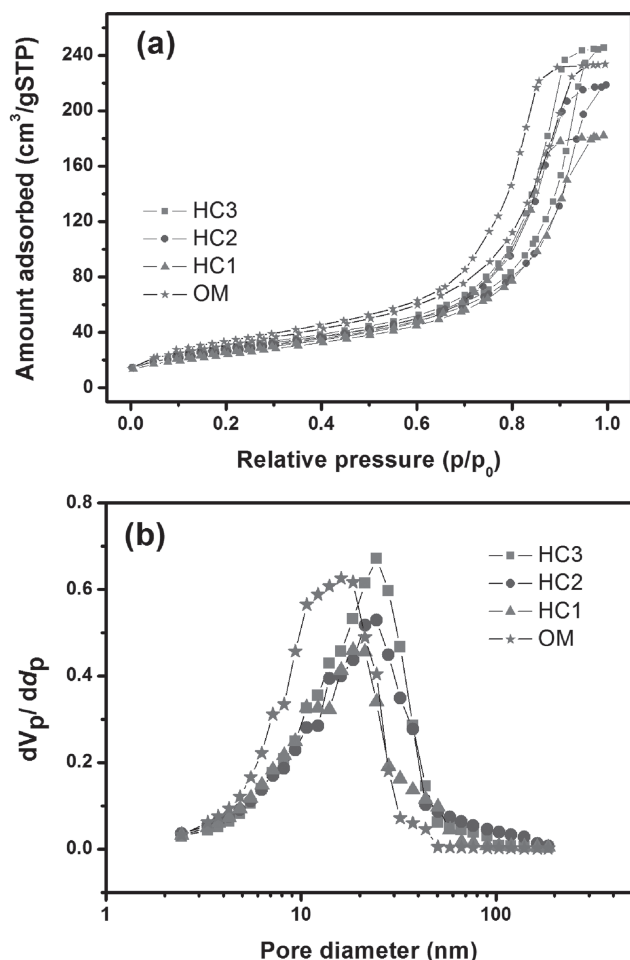 (a)
Amount adsorbed (cm³/gSTP)
240
200
160
120
80
40
0
HC3
HC2
HC1
OM
0.0 0.2 0.4 0.6 0.8 1.0
Relative pressure (p/p₀)
(b)
dVp/ ddp
0.8
0.6
0.4
0.2
0.0
HC3
HC2
HC1
OM
1 10 100
Pore diameter (nm)